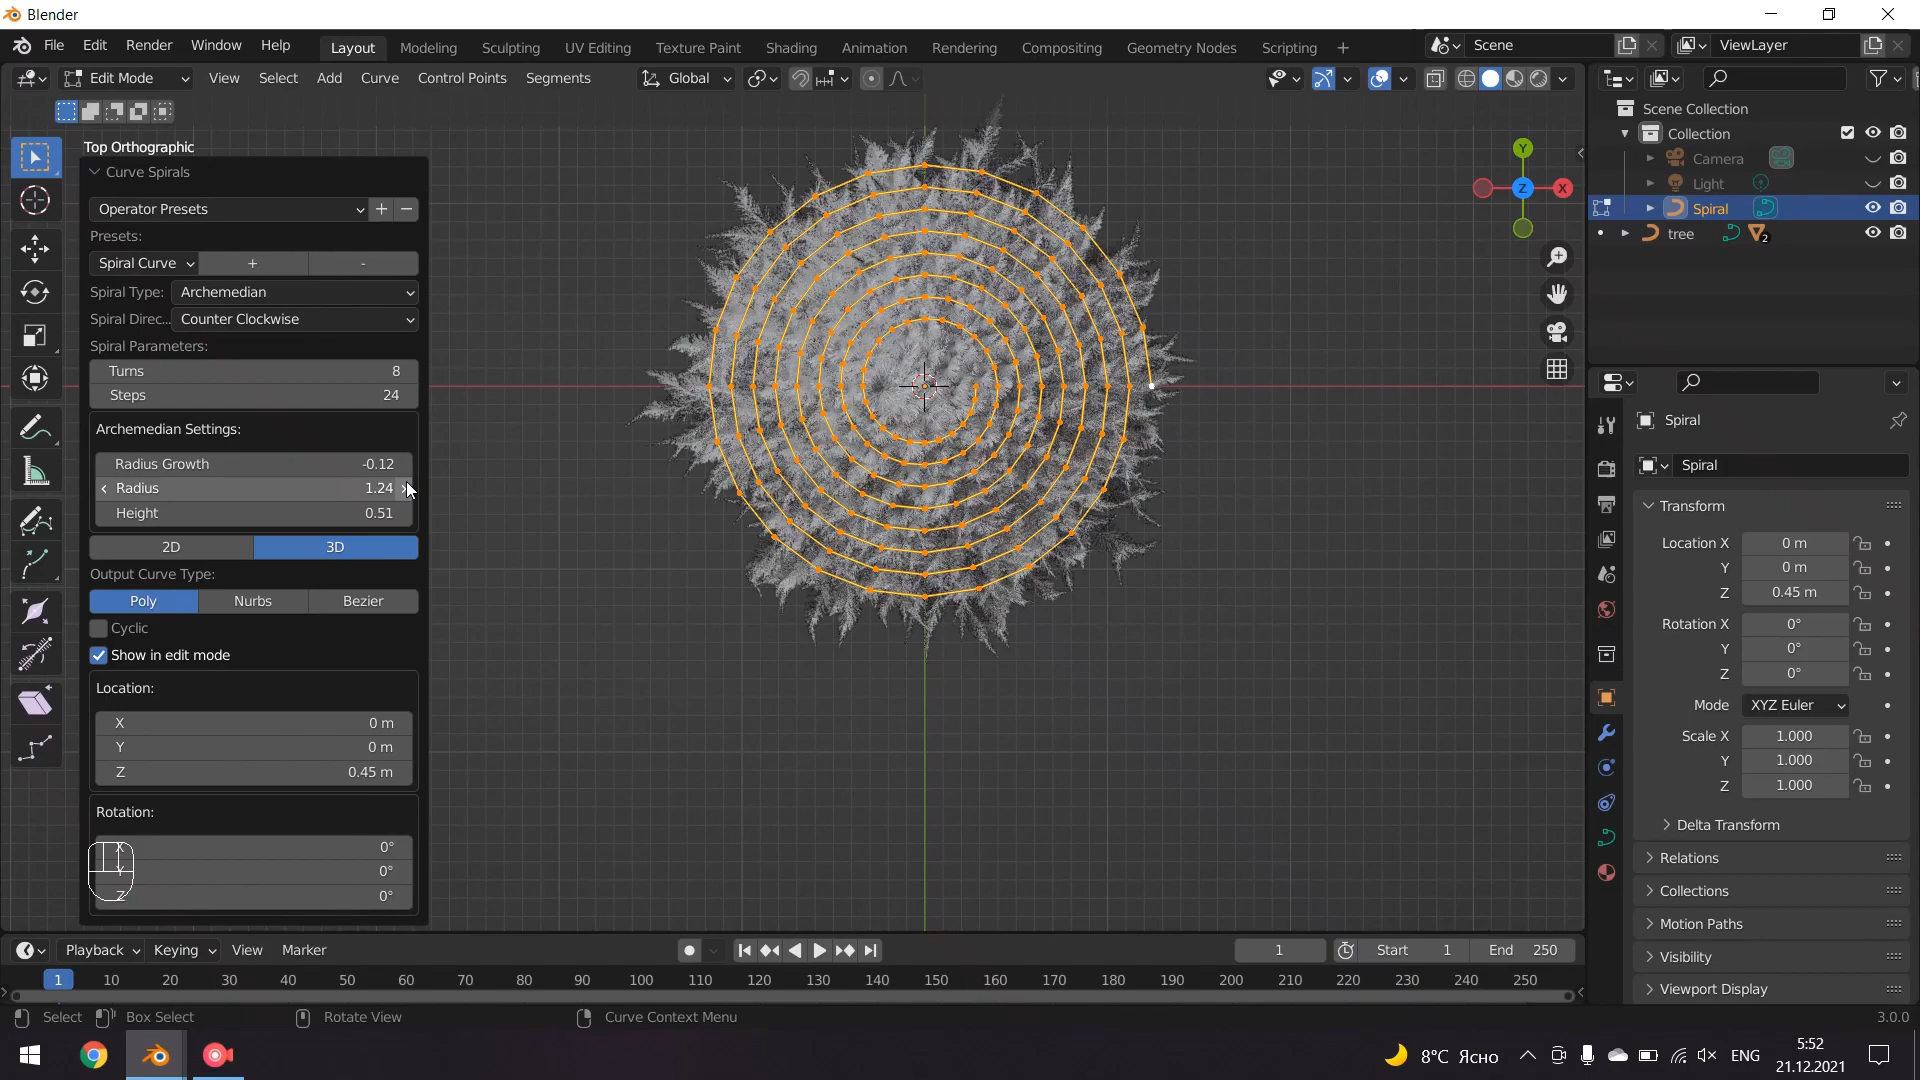 Blender
File Edit Render Window Help Layout Modeling Sculpting UV Editing Texture Paint Shading Animation Rendering Compositing Geometry Nodes Scripting + Scene ViewLayer
Edit Mode View Select Add Curve Control Points Segments Global
Scene Collection
Collection
Camera
Light
Spiral
tree 2
Top Orthographic
Curve Spirals
Operator Presets + −
Presets:
Spiral Curve + -
Spiral Type: Archemedian
Spiral Direc... Counter Clockwise
Spiral Parameters:
Turns 8
Steps 24
Archemedian Settings:
Radius Growth -0.12
Radius 1.24
Height 0.51
2D 3D
Output Curve Type:
Poly Nurbs Bezier
Cyclic
Show in edit mode
Location:
X 0 m
Y 0 m
Z 0.45 m
Rotation:
X 0°
Y 0°
Z 0°
Y
Z X
Spiral
Spiral
Transform
Location X 0 m
Y 0 m
Z 0.45 m
Rotation X 0°
Y 0°
Z 0°
Mode XYZ Euler
Scale X 1.000
Y 1.000
Z 1.000
Delta Transform
Relations
Collections
Motion Paths
Visibility
Viewport Display
Playback Keying View Marker 1 Start 1 End 250
1 10 20 30 40 50 60 70 80 90 100 110 120 130 140 150 160 170 180 190 200 210 220 230 240 250
Select Box Select Rotate View Curve Context Menu 3.0.0
8°C Ясно ENG 5:52
21.12.2021